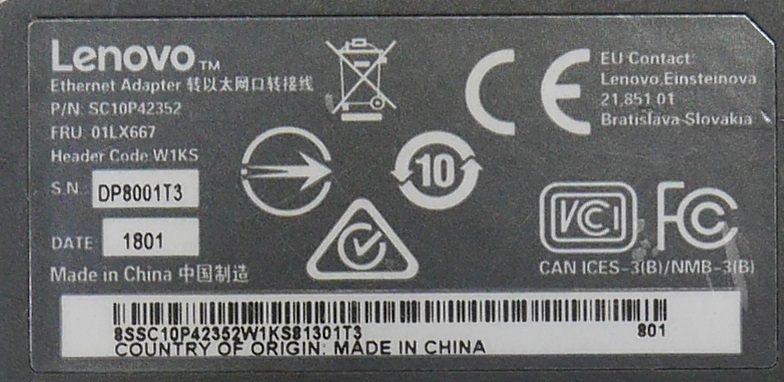 Lenovo™
Ethernet Adapter 转以太网口转接线
P/N: SC10P42352
FRU 01LX667
Header Code W1KS
S.N. DP8001T3
DATE 1801
Made in China 中国制造
10
CE
EU Contact:
Lenovo,Einsteinova
21,851 01
Bratislava-Slovakia
VCI
FC
CAN ICES-3(B)/NMB-3(B)
8SSC10P42352W1KS81301T3
801
COUNTRY OF ORIGIN: MADE IN CHINA